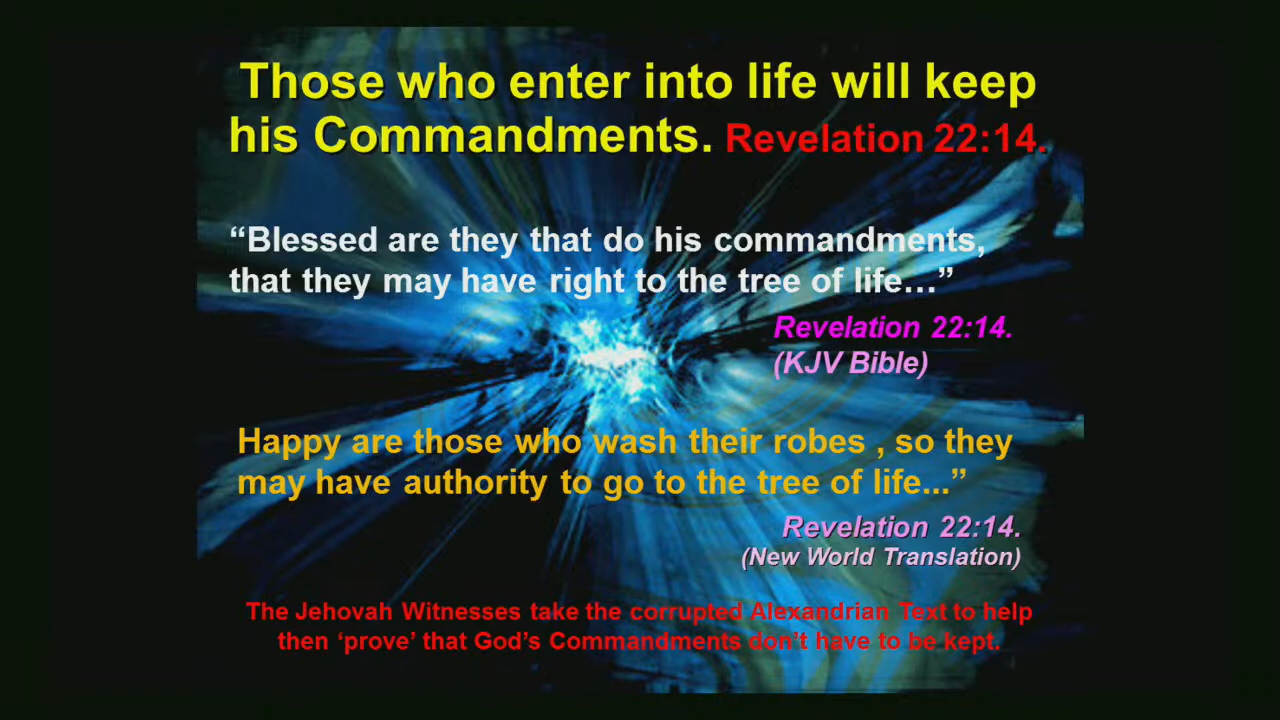 Those who enter into life will keep
his Commandments. Revelation 22:14.
“Blessed are they that do his commandments,
that they may have right to the tree of life…”
Revelation 22:14.
(KJV Bible)
Happy are those who wash their robes , so they
may have authority to go to the tree of life...”
Revelation 22:14.
(New World Translation)
The Jehovah Witnesses take the corrupted Alexandrian Text to help
then ‘prove’ that God’s Commandments don’t have to be kept.